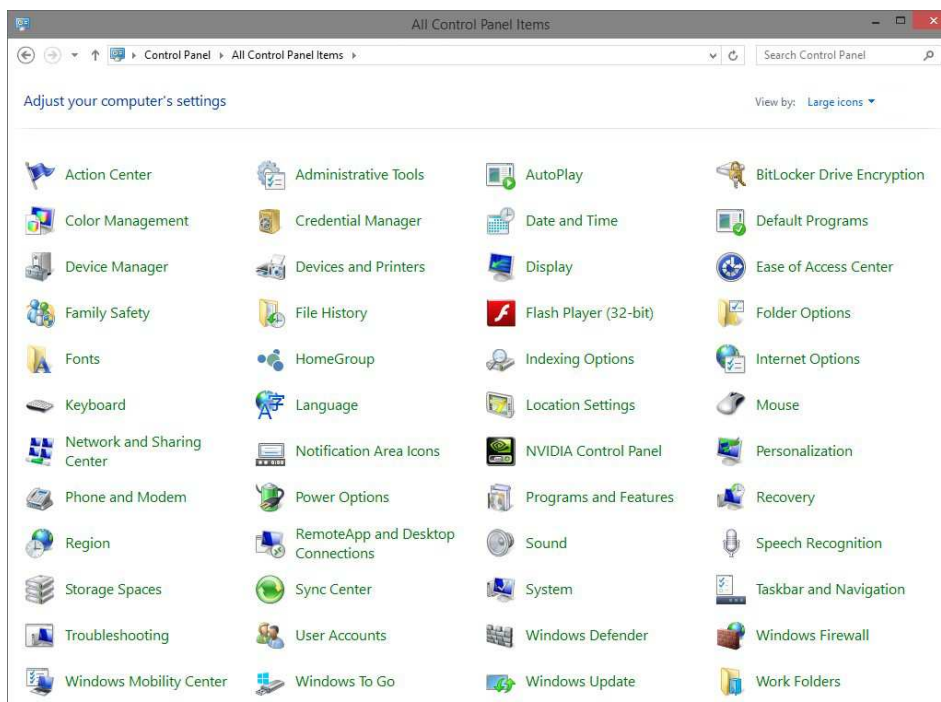 All Control Panel Items
Control Panel All Control Panel Items Search Control Panel
Adjust your computer's settings View by: Large icons
Action Center Administrative Tools AutoPlay BitLocker Drive Encryption
Color Management Credential Manager Date and Time Default Programs
Device Manager Devices and Printers Display Ease of Access Center
Family Safety File History Flash Player (32-bit) Folder Options
Fonts HomeGroup Indexing Options Internet Options
Keyboard Language Location Settings Mouse
Network and Sharing
Center Notification Area Icons NVIDIA Control Panel Personalization
Phone and Modem Power Options Programs and Features Recovery
Region RemoteApp and Desktop
Connections Sound Speech Recognition
Storage Spaces Sync Center System Taskbar and Navigation
Troubleshooting User Accounts Windows Defender Windows Firewall
Windows Mobility Center Windows To Go Windows Update Work Folders